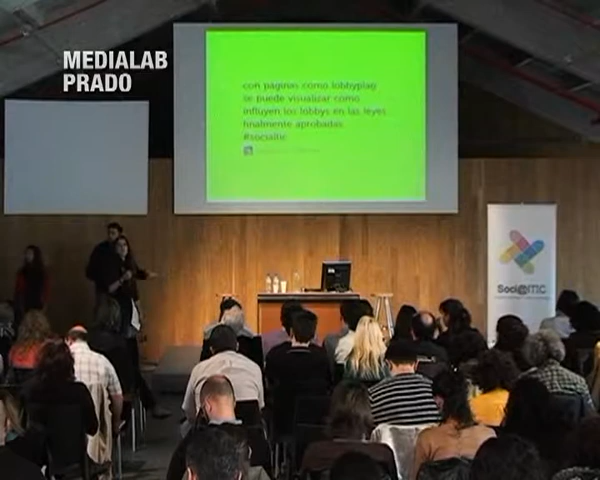 MEDIALAB
PRADO
con paginas como lobbyplag
se puede visualizar como
influyen los lobbys en las leyes
finalmente aprobadas
#socialtic
Soci@lTIC